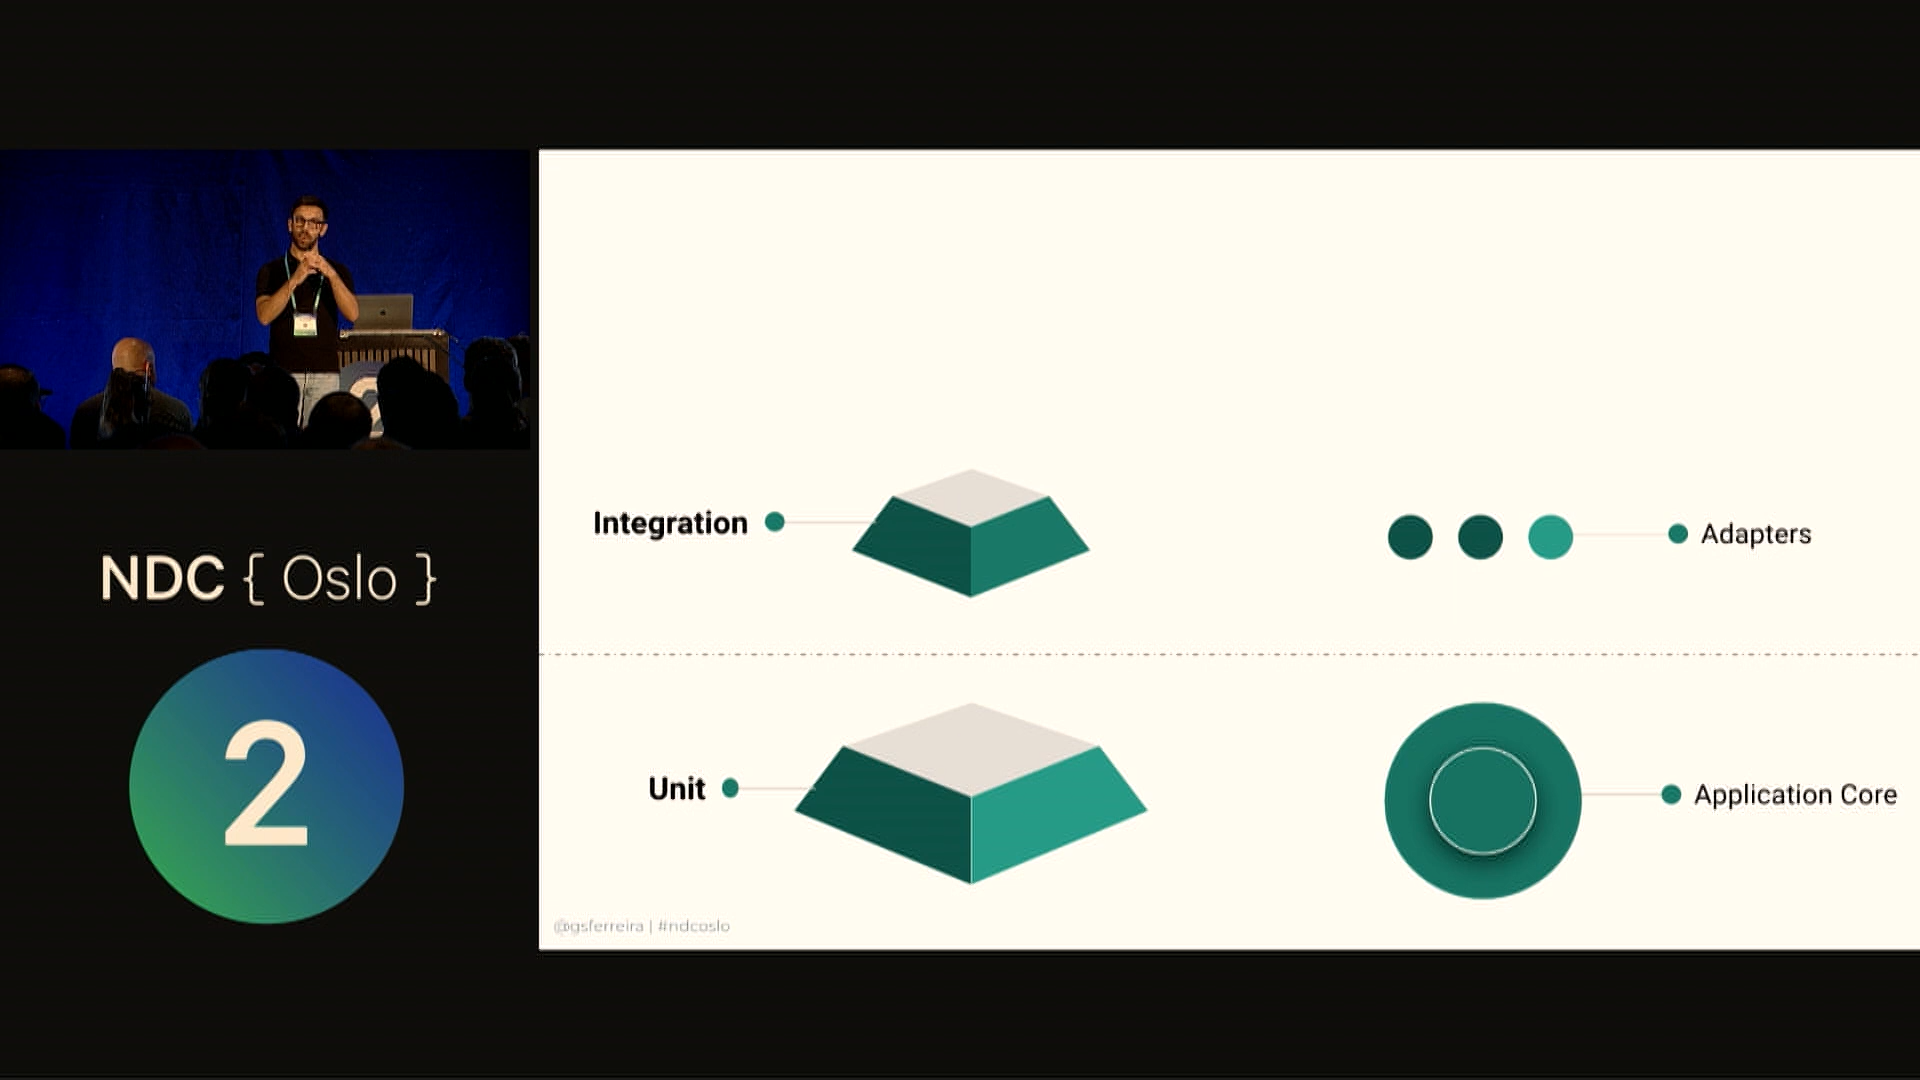 Integration
Adapters
NDC { Oslo }
2
Unit
Application Core
@gsferreira | #ndcoslo